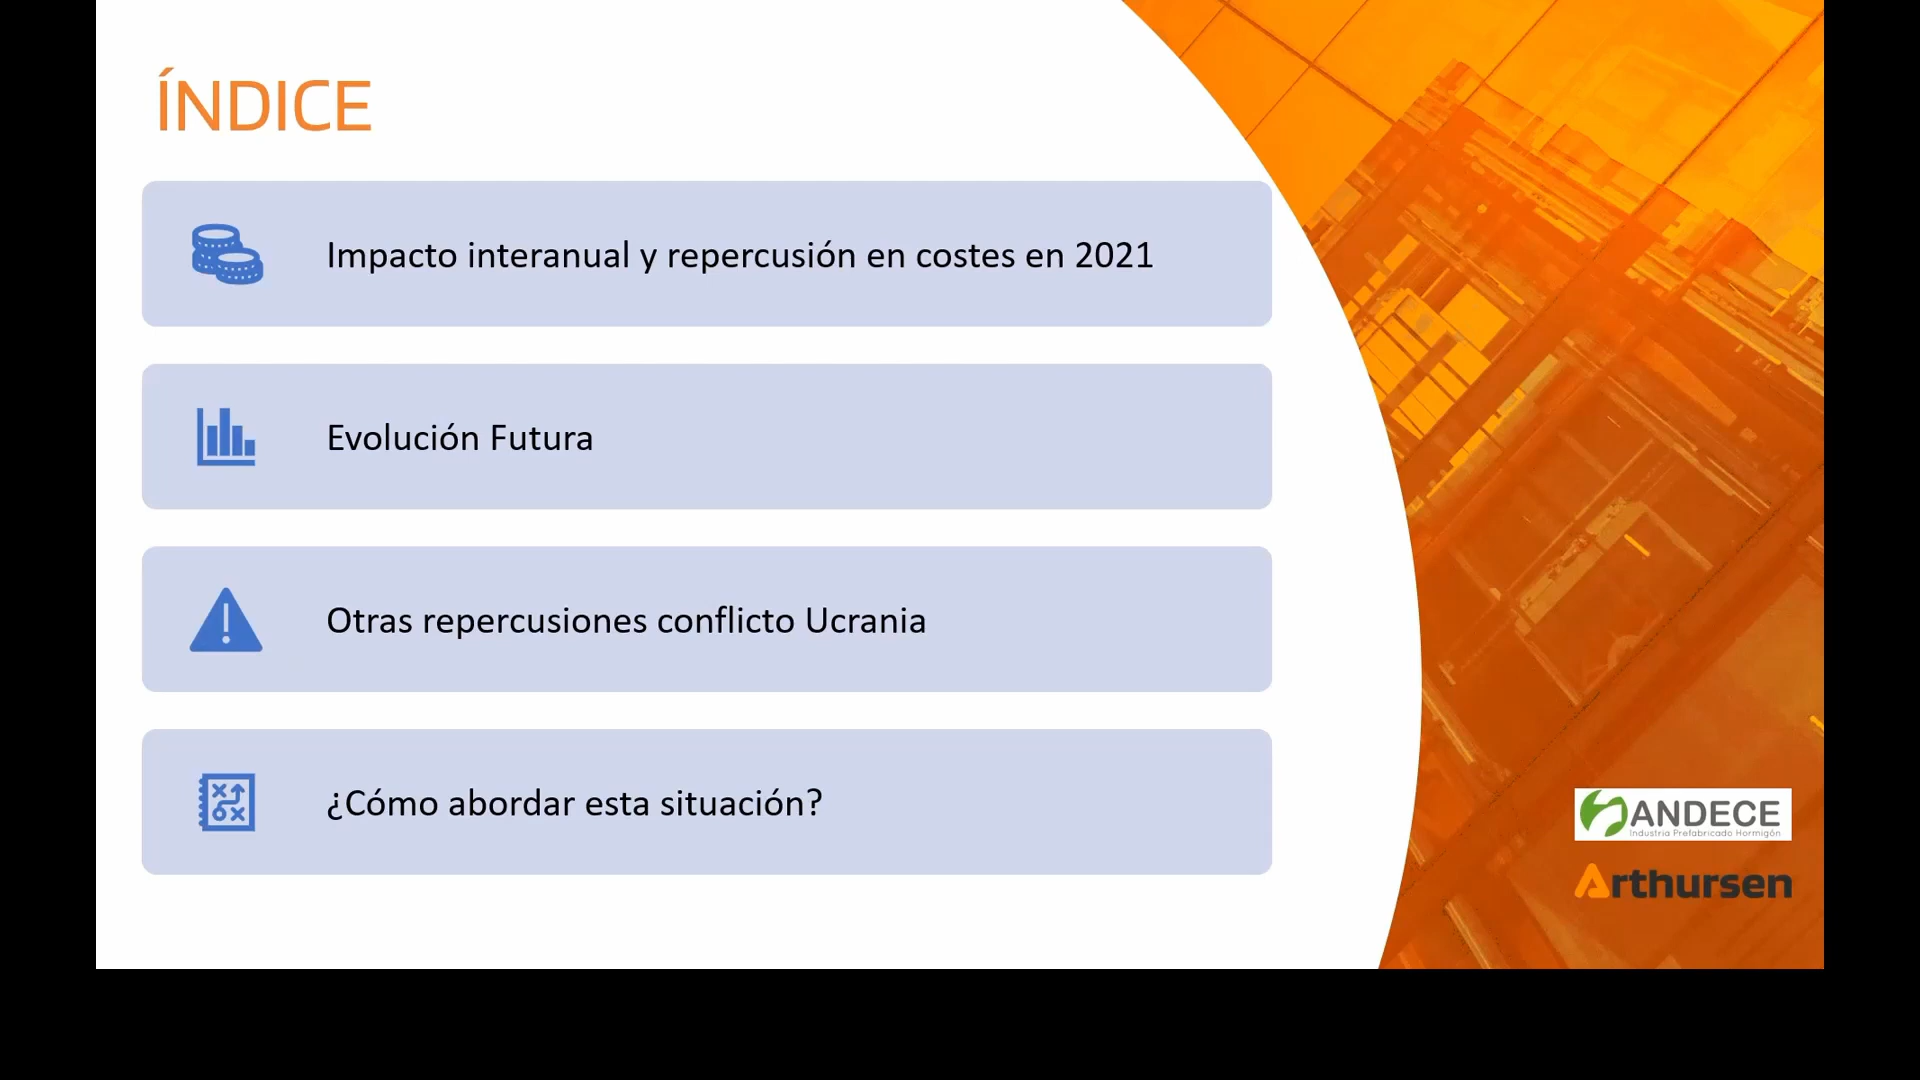 ÍNDICE
Impacto interanual y repercusión en costes en 2021
Evolución Futura
Otras repercusiones conflicto Ucrania
¿Cómo abordar esta situación?
ANDECE
Industria Prefabricado Hormigón
Arthursen